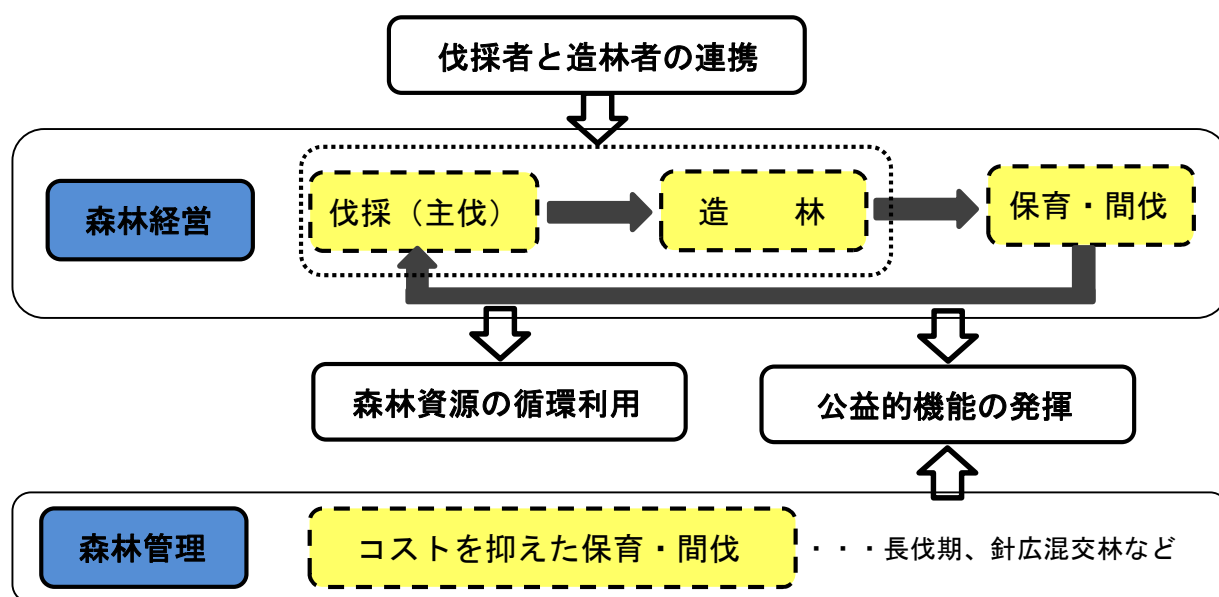 伐採者と造林者の連携
森林経営
伐採（主伐）
造　　林
保育・間伐
森林資源の循環利用
公益的機能の発揮
森林管理
コストを抑えた保育・間伐
・・・長伐期、針広混交林など